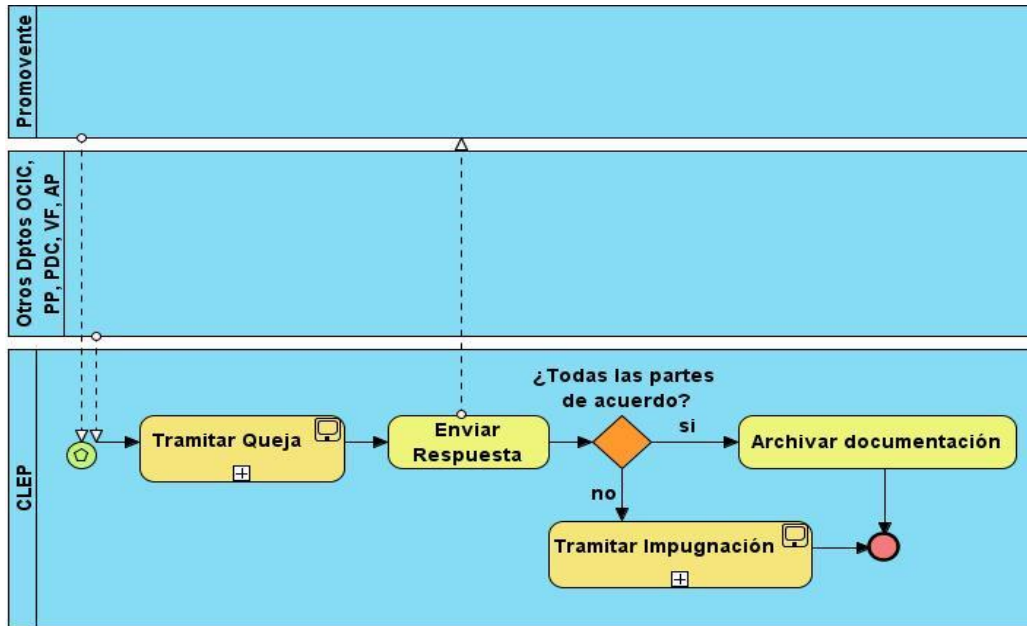 Promovente
Otros Dptos OCIC,
PP, PDC, VF, AP
CLEP
Tramitar Queja
Enviar
Respuesta
¿Todas las partes
de acuerdo?
si
Archivar documentación
no
Tramitar Impugnación